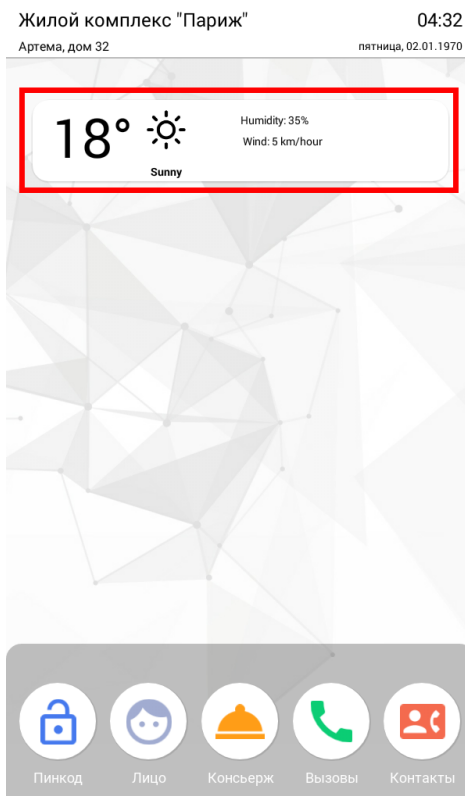 Жилой комплекс "Париж" 04:32
Артема, дом 32 пятница, 02.01.1970
18° Humidity: 35%
Wind: 5 km/hour
Sunny
Пинкод Лицо Консьерж Вызовы Контакты